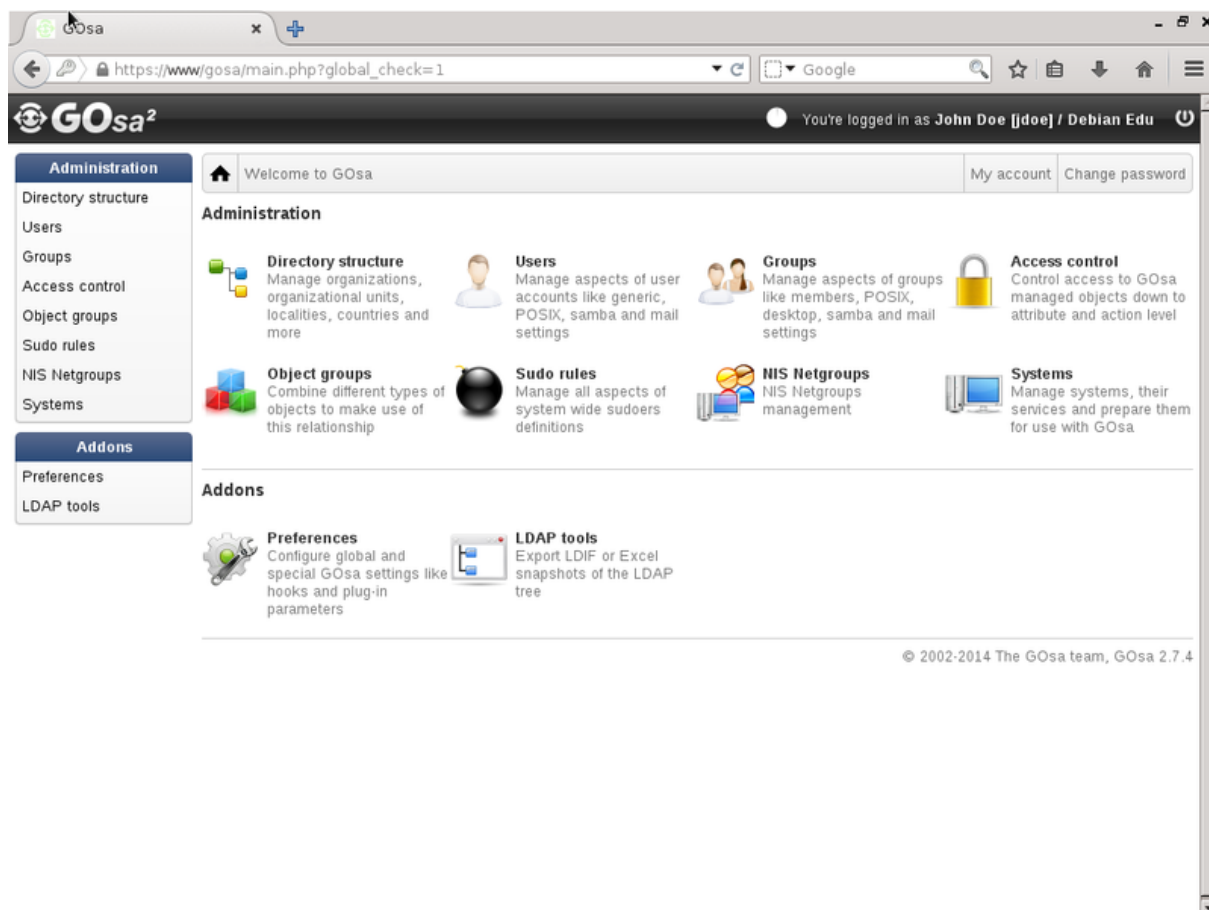 GOsa
https://www/gosa/main.php?global_check=1
Google
GOsa²
You're logged in as John Doe [jdoe] / Debian Edu
Administration
Directory structure
Users
Groups
Access control
Object groups
Sudo rules
NIS Netgroups
Systems
Addons
Preferences
LDAP tools
Welcome to GOsa
My account
Change password
Administration
Directory structure
Manage organizations,
organizational units,
localities, countries and
more
Users
Manage aspects of user
accounts like generic,
POSIX, samba and mail
settings
Groups
Manage aspects of groups
like members, POSIX,
desktop, samba and mail
settings
Access control
Control access to GOsa
managed objects down to
attribute and action level
Object groups
Combine different types of
objects to make use of
this relationship
Sudo rules
Manage all aspects of
system wide sudoers
definitions
NIS Netgroups
NIS Netgroups
management
Systems
Manage systems, their
services and prepare them
for use with GOsa
Addons
Preferences
Configure global and
special GOsa settings like
hooks and plug-in
parameters
LDAP tools
Export LDIF or Excel
snapshots of the LDAP
tree
© 2002-2014 The GOsa team, GOsa 2.7.4